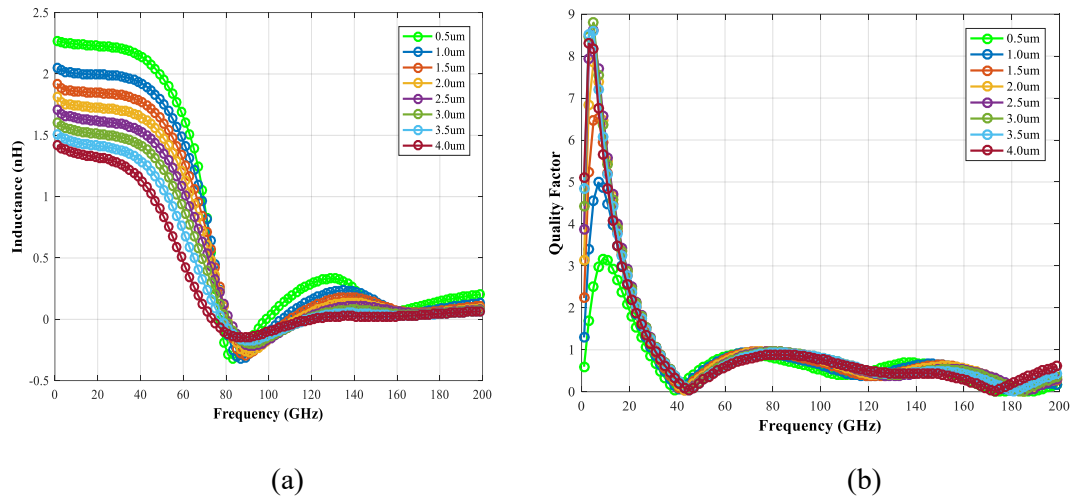 2.5
2
1.5
1
0.5
0
-0.5
Inductance (nH)
0
20
40
60
80
100
120
140
160
180
200
Frequency (GHz)
0.5um
1.0um
1.5um
2.0um
2.5um
3.0um
3.5um
4.0um
(a)
9
8
7
6
5
4
3
2
1
0
Quality Factor
0
20
40
60
80
100
120
140
160
180
200
Frequency (GHz)
0.5um
1.0um
1.5um
2.0um
2.5um
3.0um
3.5um
4.0um
(b)